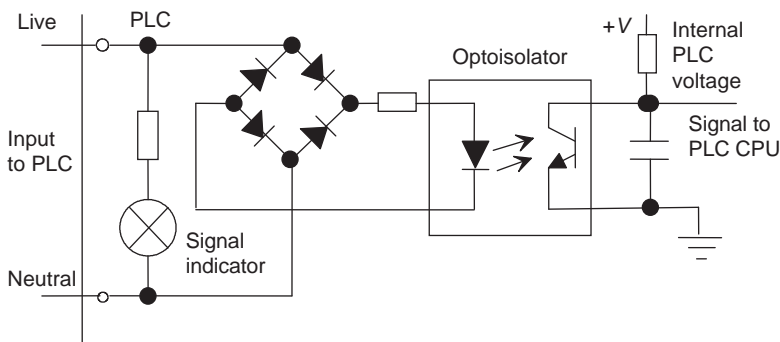 Live
PLC
Input
to PLC
Neutral
Signal
indicator
Optoisolator
+V
Internal
PLC
voltage
Signal to
PLC CPU